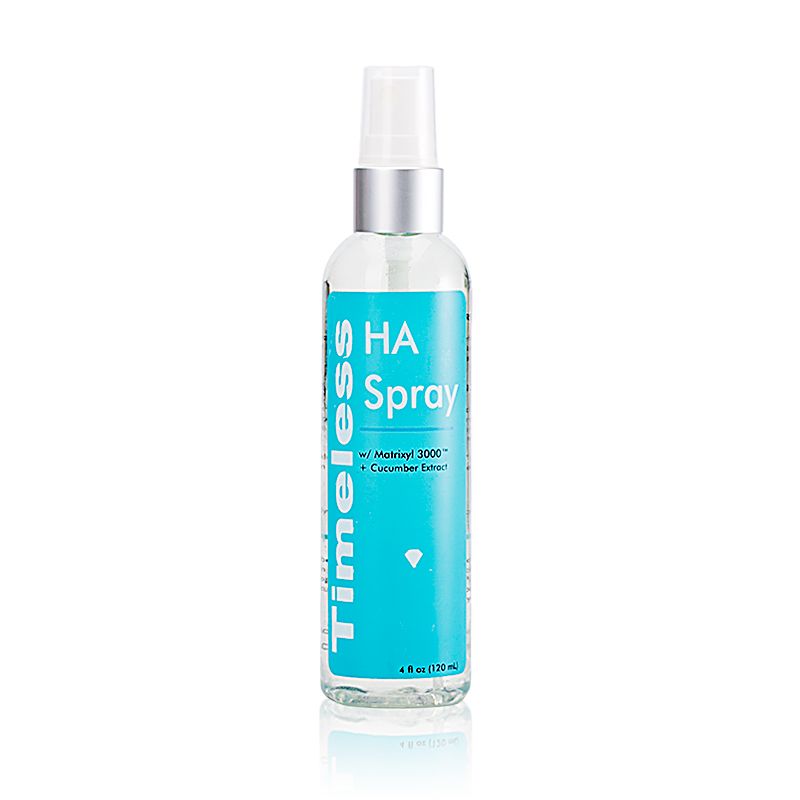 Timeless
HA
Spray
w/ Matrixyl 3000™
+ Cucumber Extract
4 fl oz (120 mL)